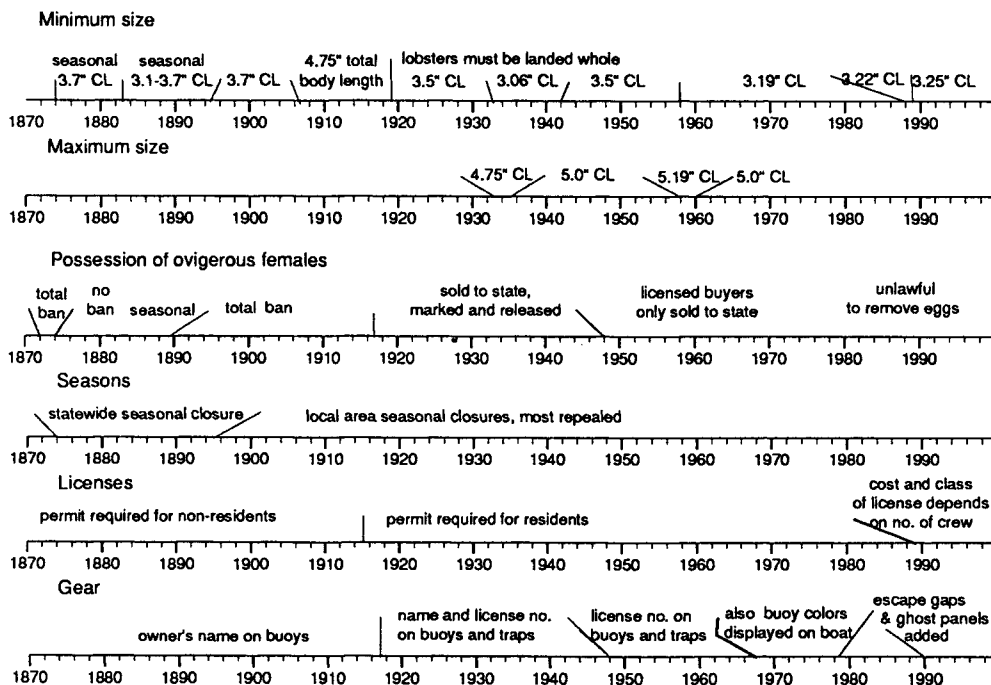 Minimum size
seasonal seasonal 4.75" total lobsters must be landed whole
3.7" CL 3.1-3.7" CL 3.7" CL body length 3.5" CL 3.06" CL 3.5" CL 3.19" CL 3.22" CL 3.25" CL
1870 1880 1890 1900 1910 1920 1930 1940 1950 1960 1970 1980 1990
Maximum size
4.75" CL 5.0" CL 5.19" CL 5.0" CL
1870 1880 1890 1900 1910 1920 1930 1940 1950 1960 1970 1980 1990
Possession of ovigerous females
total no sold to state, licensed buyers unlawful
ban ban seasonal total ban marked and released only sold to state to remove eggs
1870 1880 1890 1900 1910 1920 1930 1940 1950 1960 1970 1980 1990
Seasons
statewide seasonal closure local area seasonal closures, most repealed
1870 1880 1890 1900 1910 1920 1930 1940 1950 1960 1970 1980 1990
Licenses
cost and class
of license depends
permit required for non-residents permit required for residents on no. of crew
1870 1880 1890 1900 1910 1920 1930 1940 1950 1960 1970 1980 1990
Gear
escape gaps
name and license no. license no. on also buoy colors & ghost panels
owner's name on buoys on buoys and traps buoys and traps displayed on boat added
1870 1880 1890 1900 1910 1920 1930 1940 1950 1960 1970 1980 1990